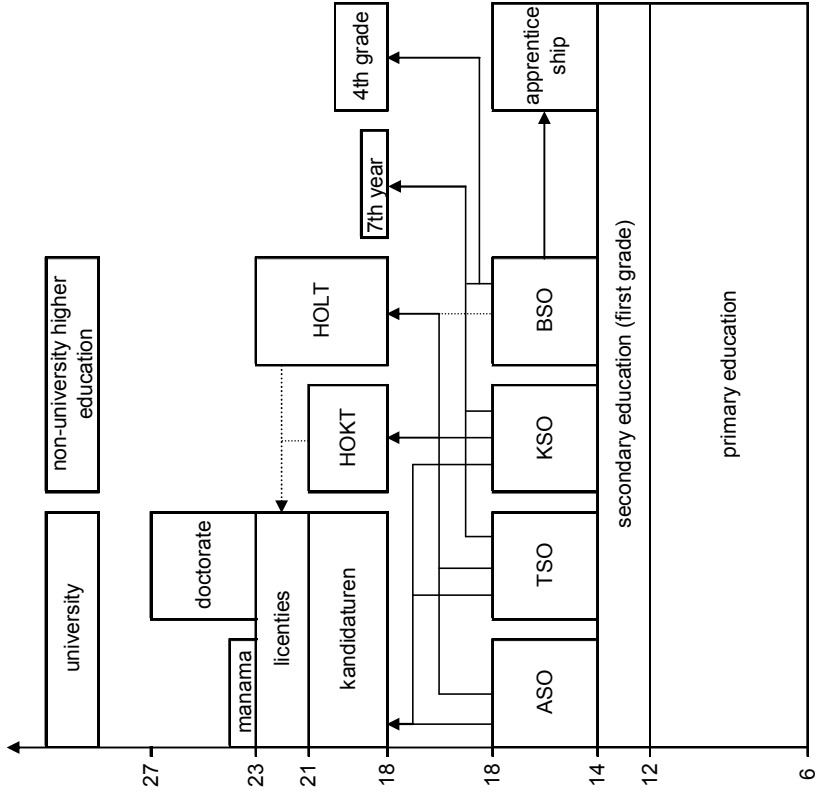 university
non-university higher
education
doctorate
manama
licenties
kandidaturen
HOKT
HOLT
7th year
4th grade
ASO
TSO
KSO
BSO
apprentice
ship
secondary education (first grade)
primary education
27
23
21
18
18
14
12
6